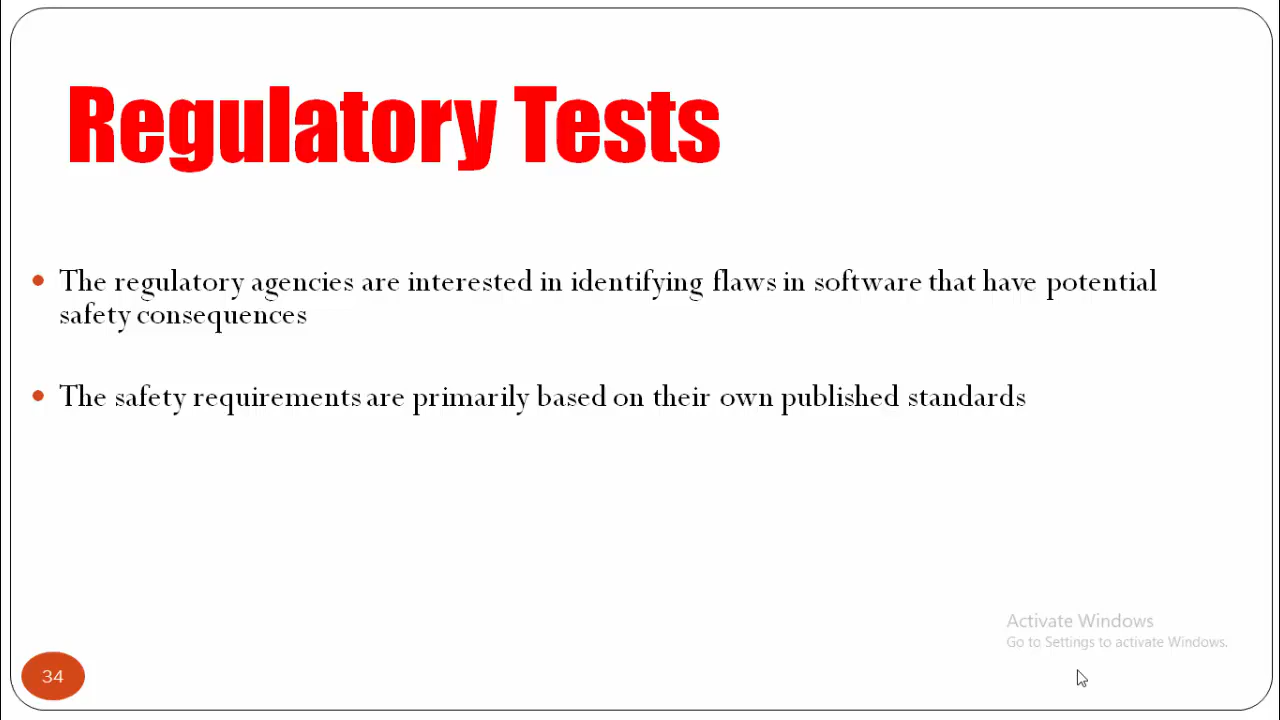 Regulatory Tests
The regulatory agencies are interested in identifying flaws in software that have potential
safety consequences
The safety requirements are primarily based on their own published standards
Activate Windows
Go to Settings to activate Windows.
34